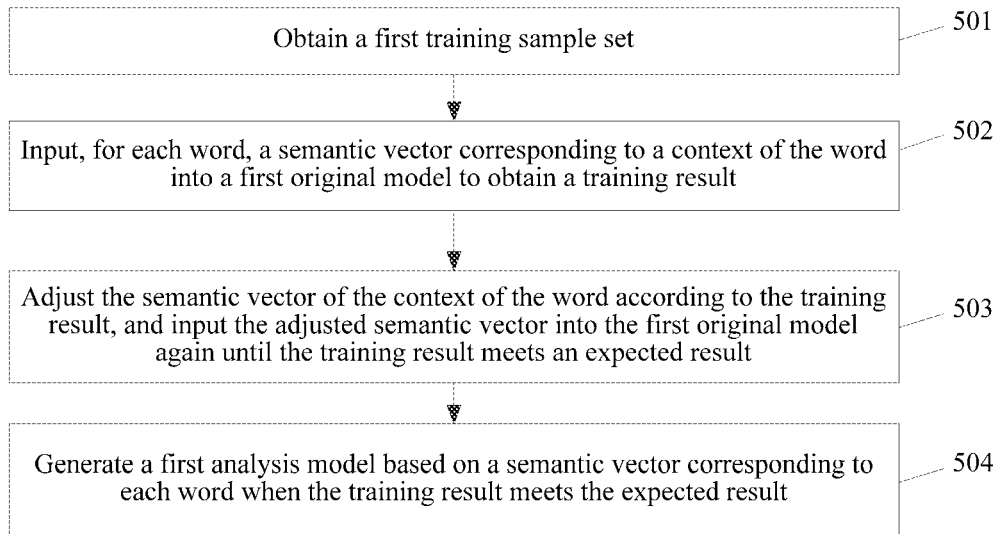 Obtain a first training sample set
501
Input, for each word, a semantic vector corresponding to a context of the word
into a first original model to obtain a training result
502
Adjust the semantic vector of the context of the word according to the training
result, and input the adjusted semantic vector into the first original model
again until the training result meets an expected result
503
Generate a first analysis model based on a semantic vector corresponding to
each word when the training result meets the expected result
504